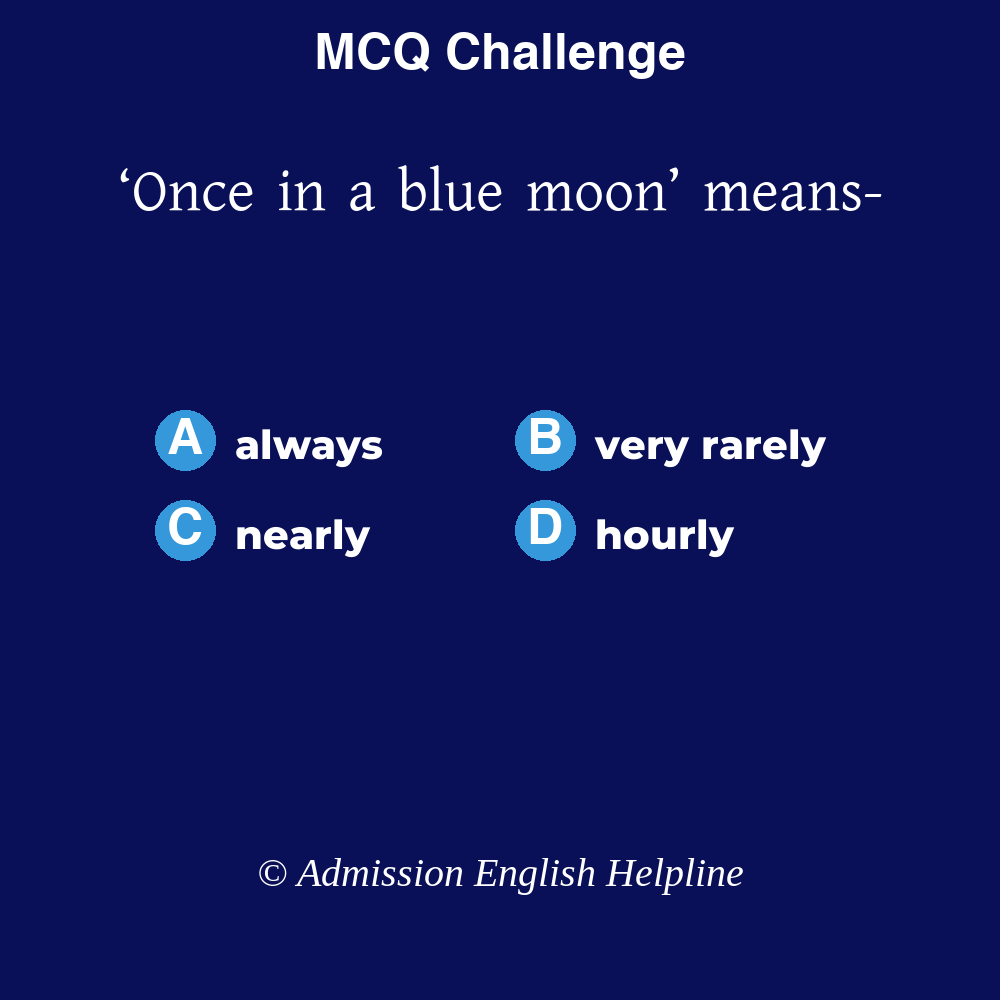 MCQ Challenge
‘Once in a blue moon’ means-
A always B very rarely
C nearly D hourly
© Admission English Helpline